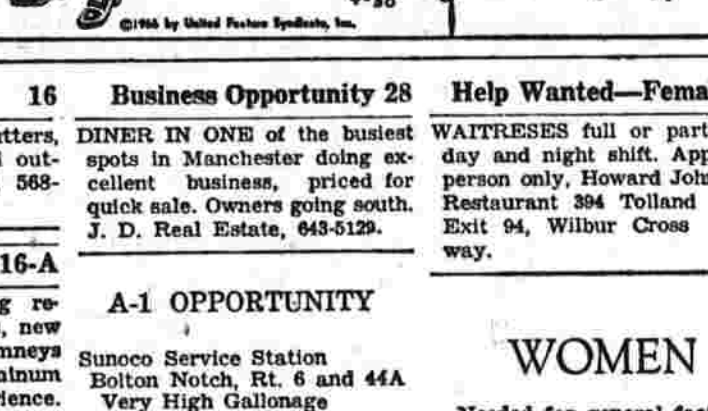 ©1966 by United Feature Syndicate, Inc.
16
tters,
out-
568-
16-A
g re-
, new
mneys
minum
ience.
Business Opportunity 28
DINER IN ONE of the busiest
spots in Manchester doing ex-
cellent business, priced for
quick sale. Owners going south.
J. D. Real Estate, 643-5129.
A-1 OPPORTUNITY
Sunoco Service Station
Bolton Notch, Rt. 6 and 44A
Very High Gallonage
Help Wanted—Fema
WAITRESES full or part
day and night shift. App
person only, Howard Joh
Restaurant 394 Tolland
Exit 94, Wilbur Cross
way.
WOMEN
Needed for general